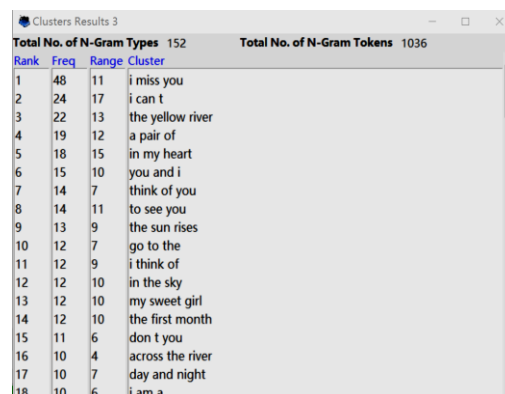 Clusters Results 3
Total No. of N-Gram Types 152 Total No. of N-Gram Tokens 1036
Rank Freq Range Cluster
1 48 11 i miss you
2 24 17 i can t
3 22 13 the yellow river
4 19 12 a pair of
5 18 15 in my heart
6 15 10 you and i
7 14 7 think of you
8 14 11 to see you
9 13 9 the sun rises
10 12 7 go to the
11 12 9 i think of
12 12 10 in the sky
13 12 10 my sweet girl
14 12 10 the first month
15 11 6 don t you
16 10 4 across the river
17 10 7 day and night
18 10 6 i am a